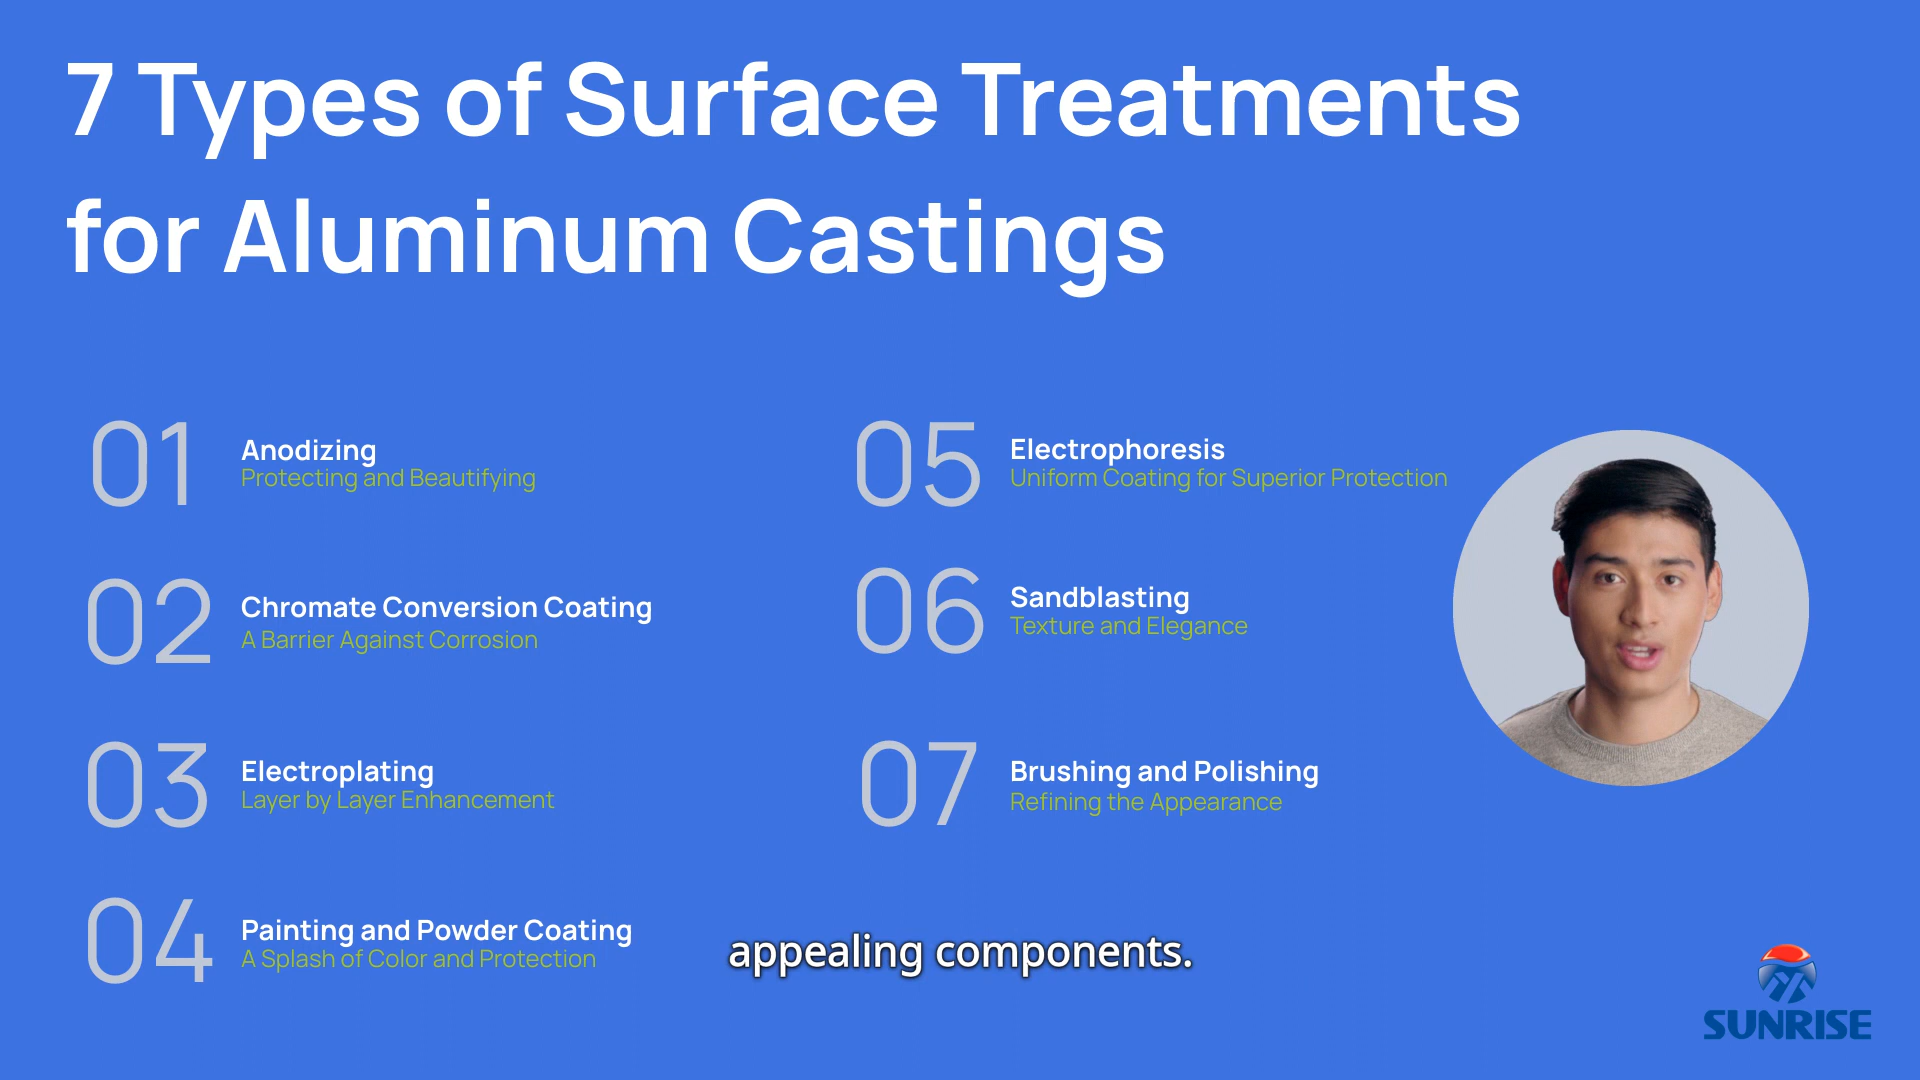 7 Types of Surface Treatments
for Aluminum Castings
01
Anodizing
Protecting and Beautifying
02
Chromate Conversion Coating
A Barrier Against Corrosion
03
Electroplating
Layer by Layer Enhancement
04
Painting and Powder Coating
A Splash of Color and Protection
05
Electrophoresis
Uniform Coating for Superior Protection
06
Sandblasting
Texture and Elegance
07
Brushing and Polishing
Refining the Appearance
appealing components.
SUNRISE